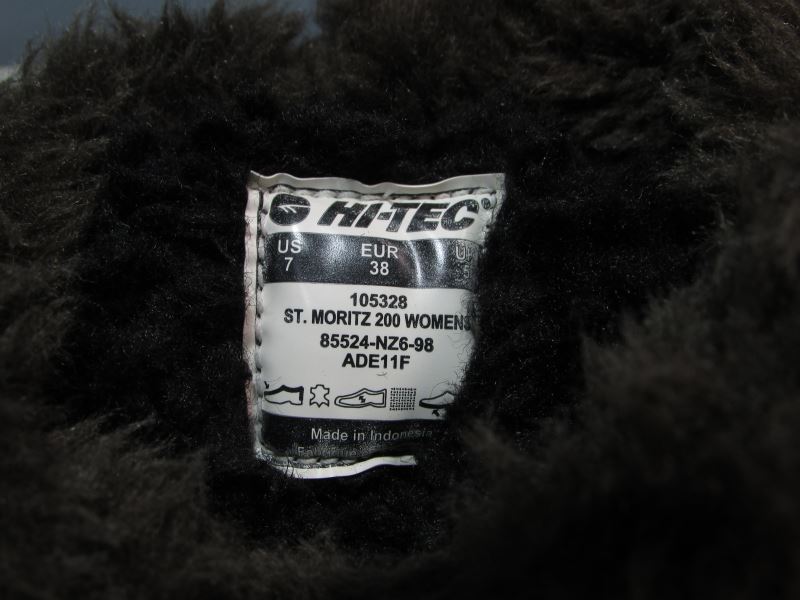 HI-TEC
US EUR
7 38
105328
ST. MORITZ 200 WOMENS
85524-NZ6-98
ADE11F
Made in Indonesia